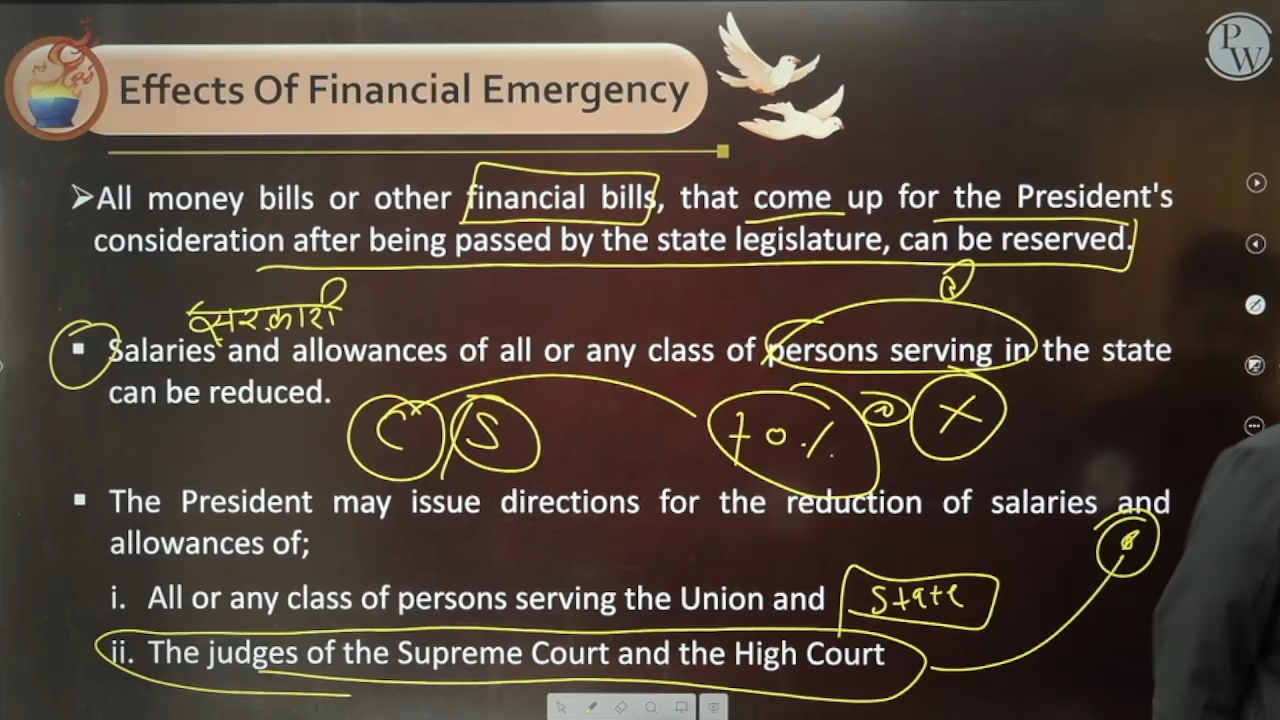 PW
Effects Of Financial Emergency
➤All money bills or other financial bills, that come up for the President's
consideration after being passed by the state legislature, can be reserved.
सरकारी
▪ Salaries and allowances of all or any class of persons serving in the state
can be reduced.
C S 70% X
▪ The President may issue directions for the reduction of salaries and
allowances of;
i. All or any class of persons serving the Union and State
ii. The judges of the Supreme Court and the High Court